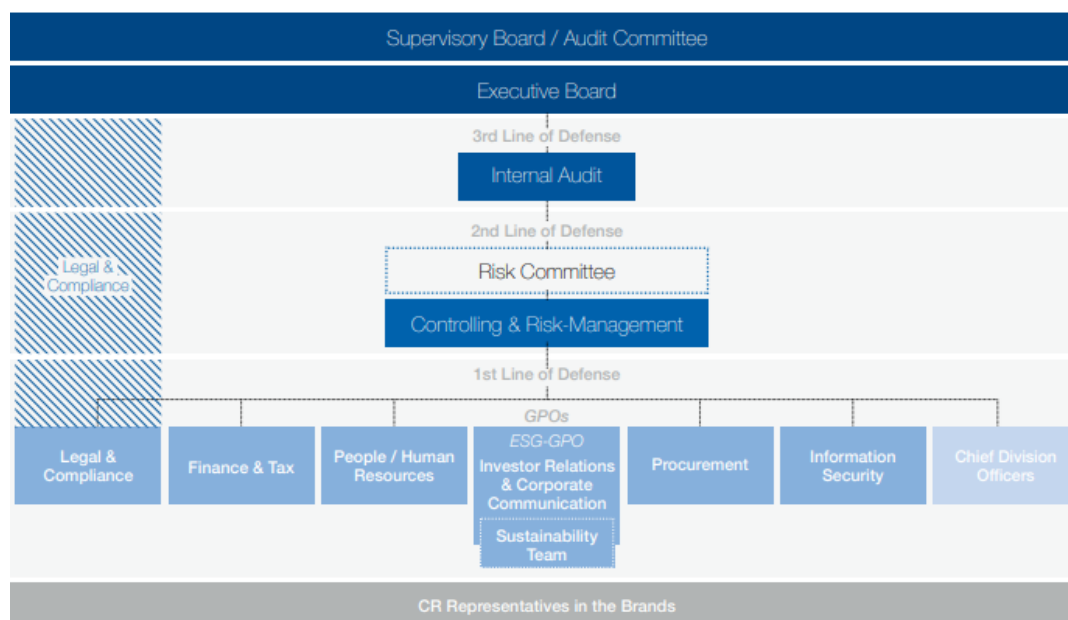 Supervisory Board / Audit Committee
Executive Board
3rd Line of Defense
Internal Audit
2nd Line of Defense
Legal &
Compliance
Risk Committee
Controlling & Risk-Management
1st Line of Defense
GPOs
Legal &
Compliance
Finance & Tax
People / Human
Resources
ESG-GPO
Investor Relations
& Corporate
Communication
Sustainability
Team
Procurement
Information
Security
Chief Division
Officers
CR Representatives in the Brands